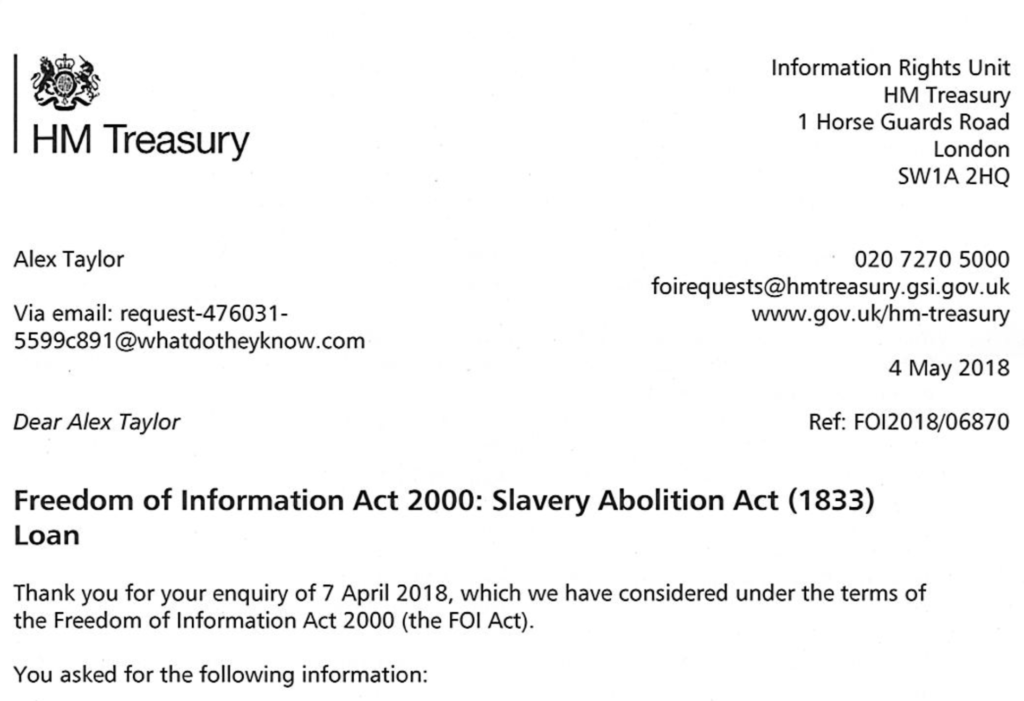 HM Treasury
Information Rights Unit
HM Treasury
1 Horse Guards Road
London
SW1A 2HQ
Alex Taylor
Via email: request-476031-
5599c891@whatdotheyknow.com
020 7270 5000
foirequests@hmtreasury.gsi.gov.uk
www.gov.uk/hm-treasury
4 May 2018
Dear Alex Taylor
Ref: FOI2018/06870
Freedom of Information Act 2000: Slavery Abolition Act (1833)
Loan
Thank you for your enquiry of 7 April 2018, which we have considered under the terms of
the Freedom of Information Act 2000 (the FOI Act).
You asked for the following information: